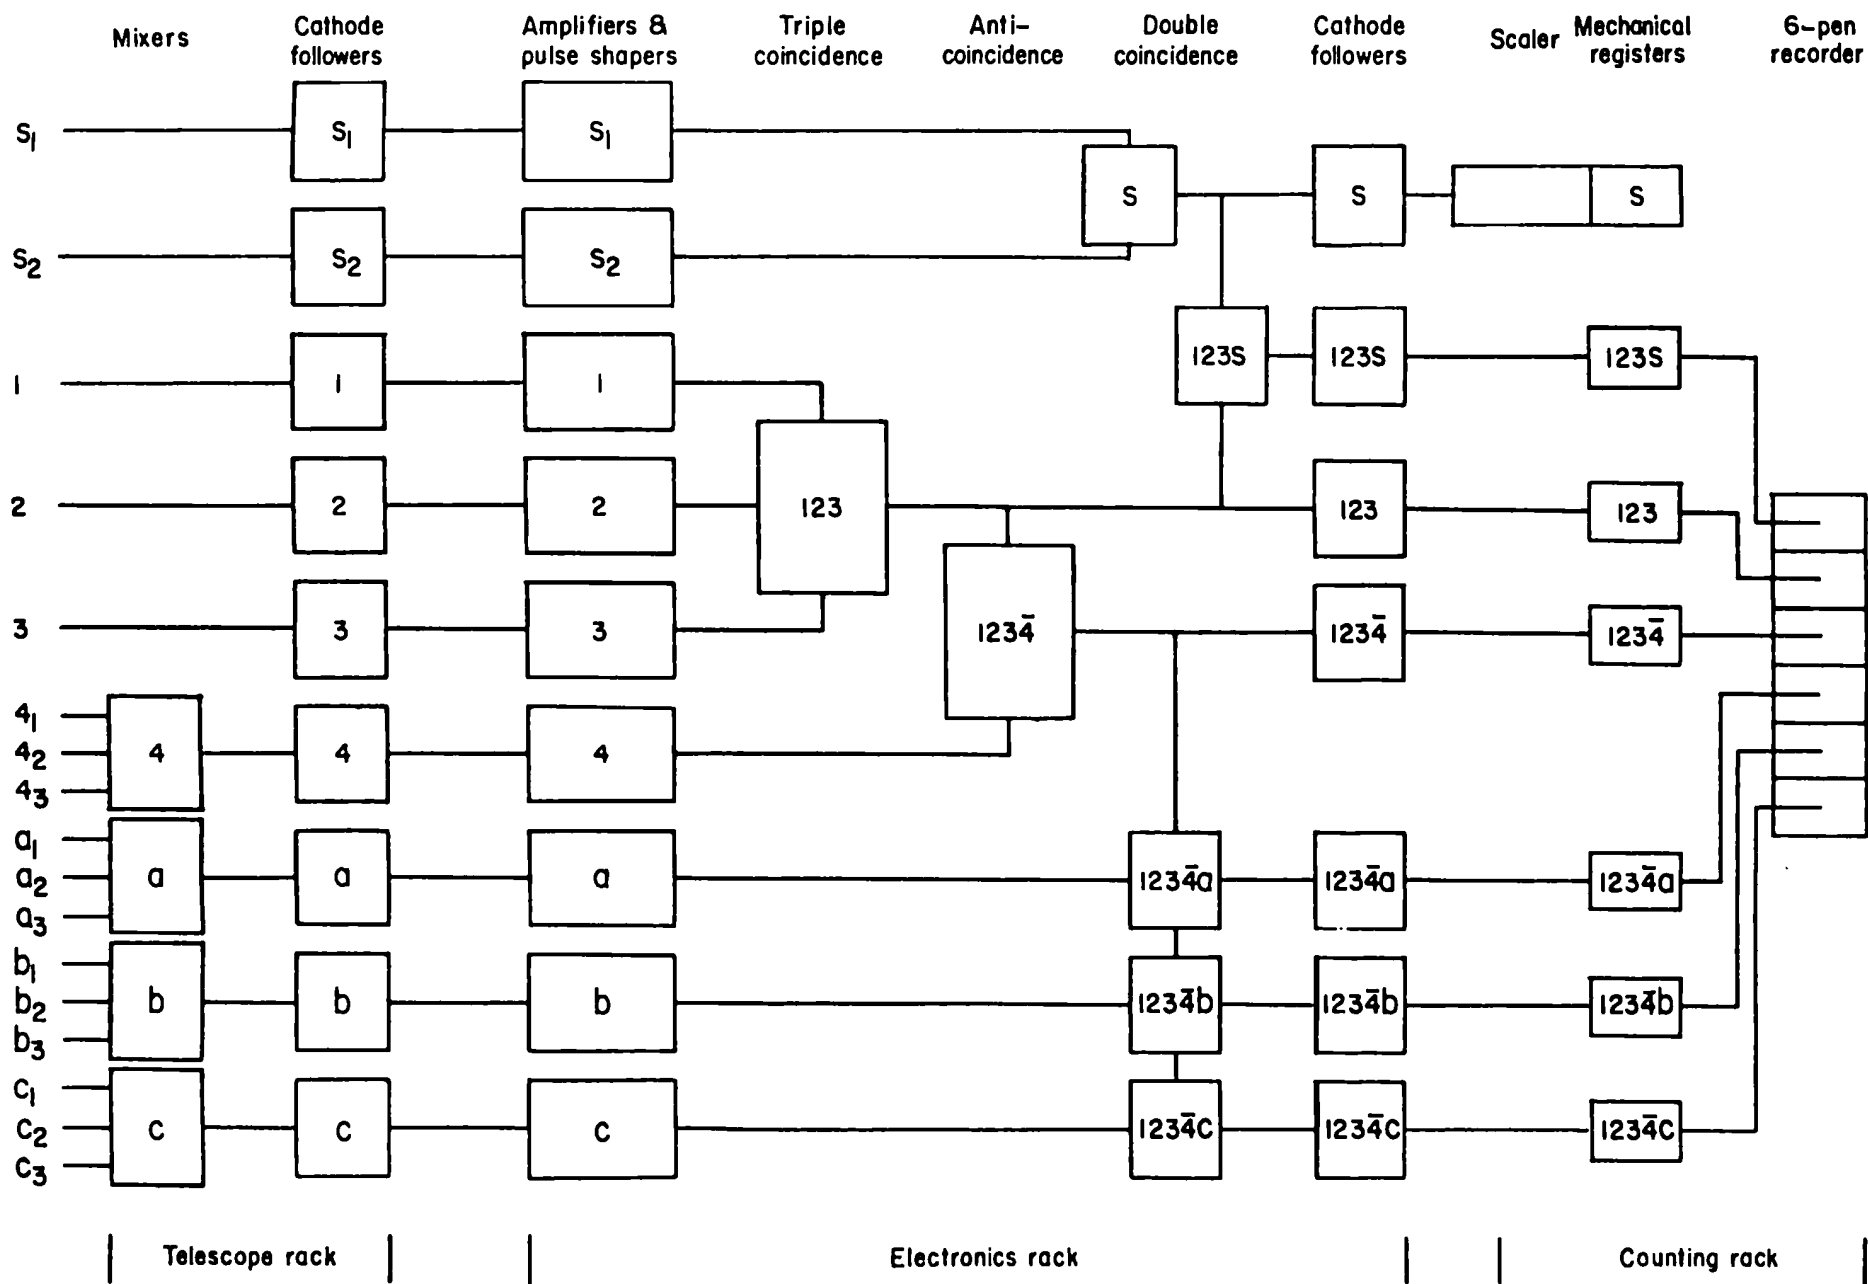 Mixers
Cathode
followers
Amplifiers &
pulse shapers
Triple
coincidence
Anti-
coincidence
Double
coincidence
Cathode
followers
Scaler
Mechanical
registers
6-pen
recorder
S₁ S₁ S₁
S S S
S₂ S₂ S₂
123S 123S 123S
1 1 1
2 2 2 123 123 123
3 3 3 1234̄ 1234̄ 1234̄
4₁
4₂ 4 4 4
4₃
a₁
a₂ a a a 1234̄a 1234̄a 1234̄a
a₃
b₁
b₂ b b b 1234̄b 1234̄b 1234̄b
b₃
c₁
c₂ c c c 1234̄c 1234̄c 1234̄c
c₃
Telescope rack
Electronics rack
Counting rack